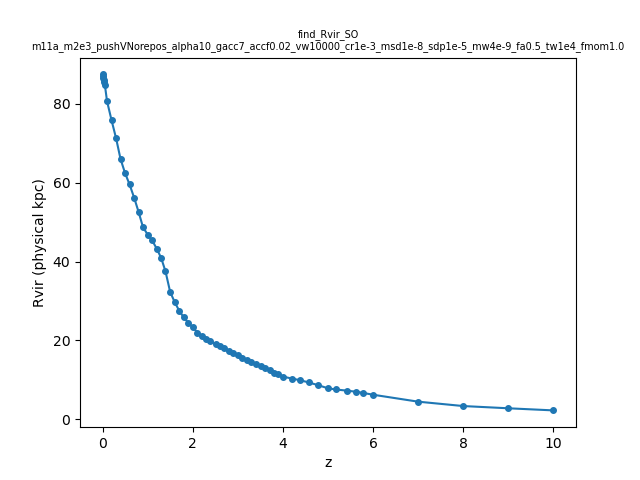 find_Rvir_SO
m11a_m2e3_pushVNorepos_alpha10_gacc7_accf0.02_vw10000_cr1e-3_msd1e-8_sdp1e-5_mw4e-9_fa0.5_tw1e4_fmom1.0
80
60
40
20
0
Rvir (physical kpc)
0 2 4 6 8 10
z